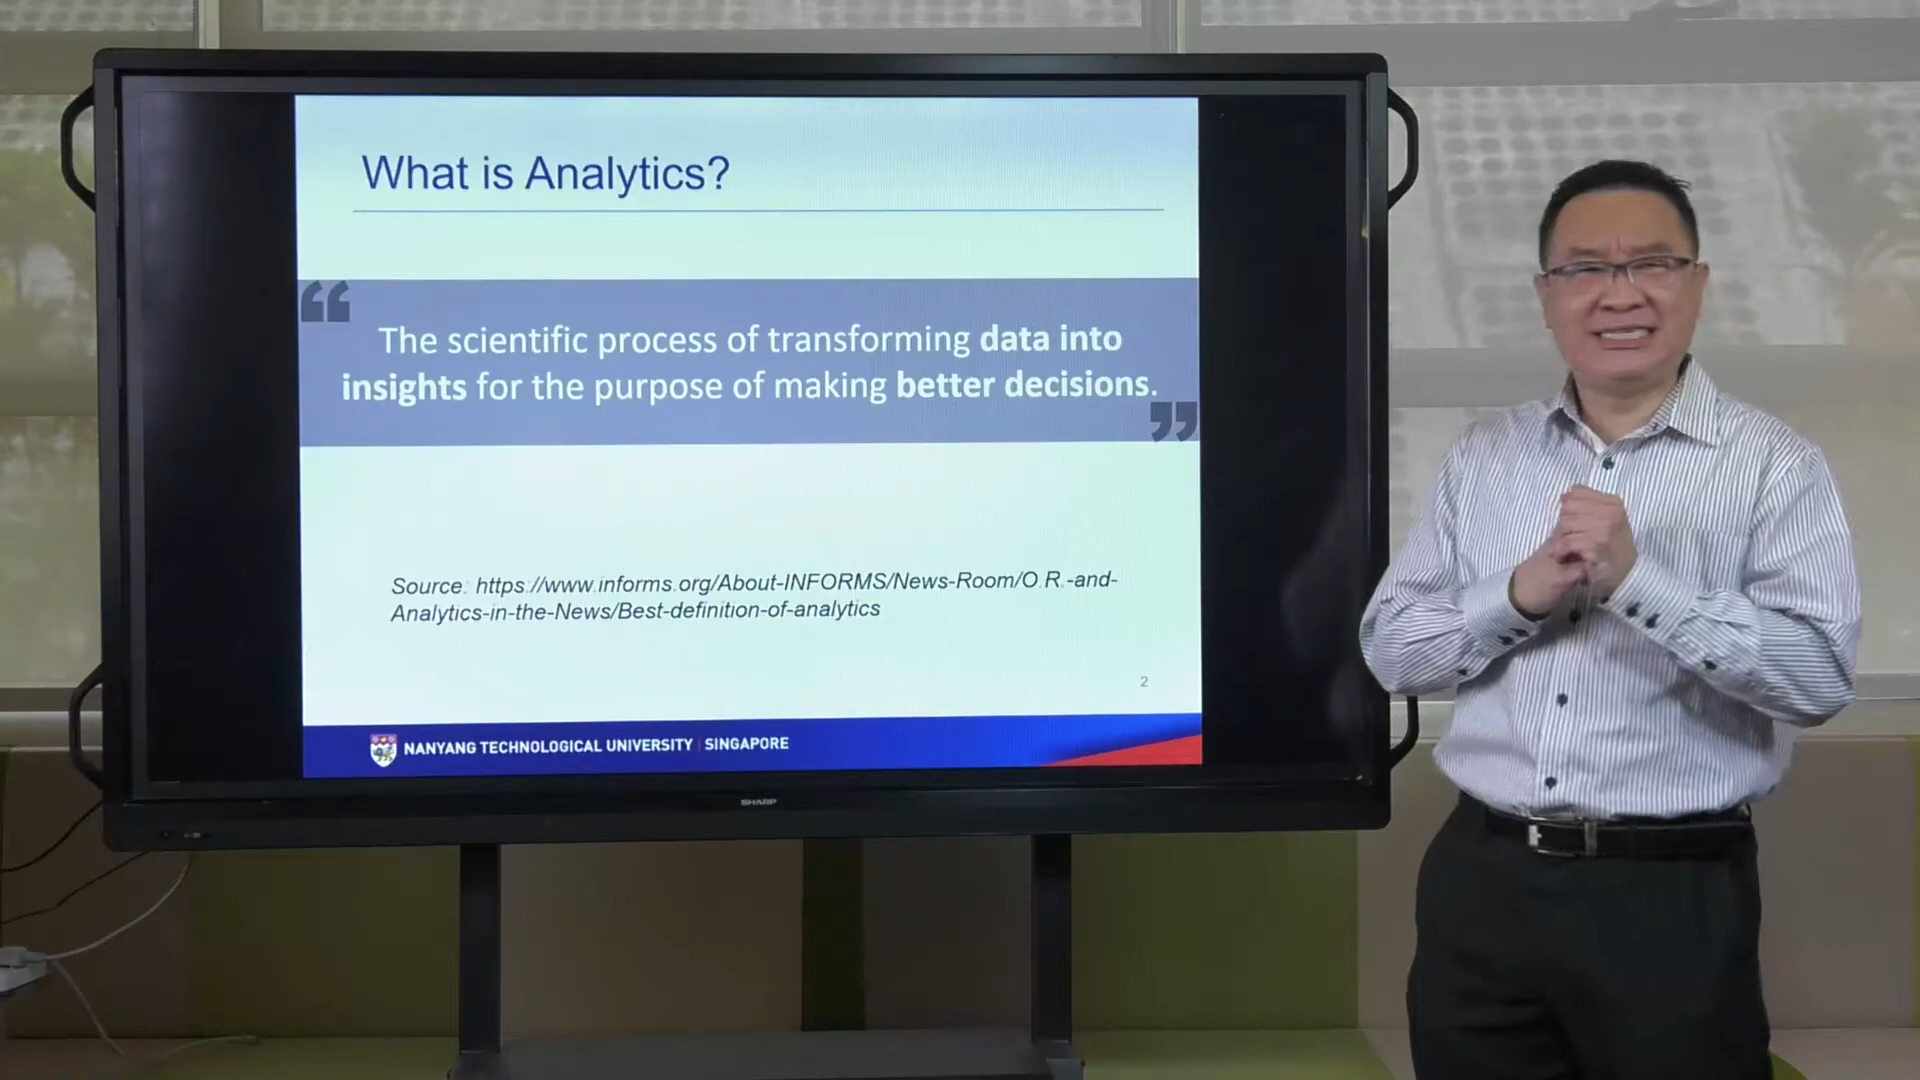 What is Analytics?
“
The scientific process of transforming data into
insights for the purpose of making better decisions.
”
Source: https://www.informs.org/About-INFORMS/News-Room/O.R.-and-
Analytics-in-the-News/Best-definition-of-analytics
2
NANYANG TECHNOLOGICAL UNIVERSITY | SINGAPORE
SHARP